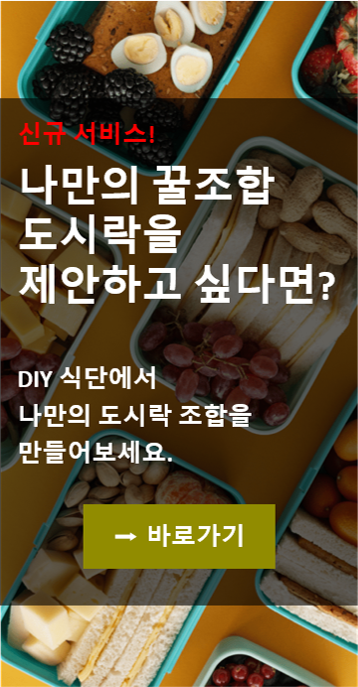 신규 서비스!
나만의 꿀조합
도시락을
제안하고 싶다면?
DIY 식단에서
나만의 도시락 조합을
만들어보세요.
➞ 바로가기